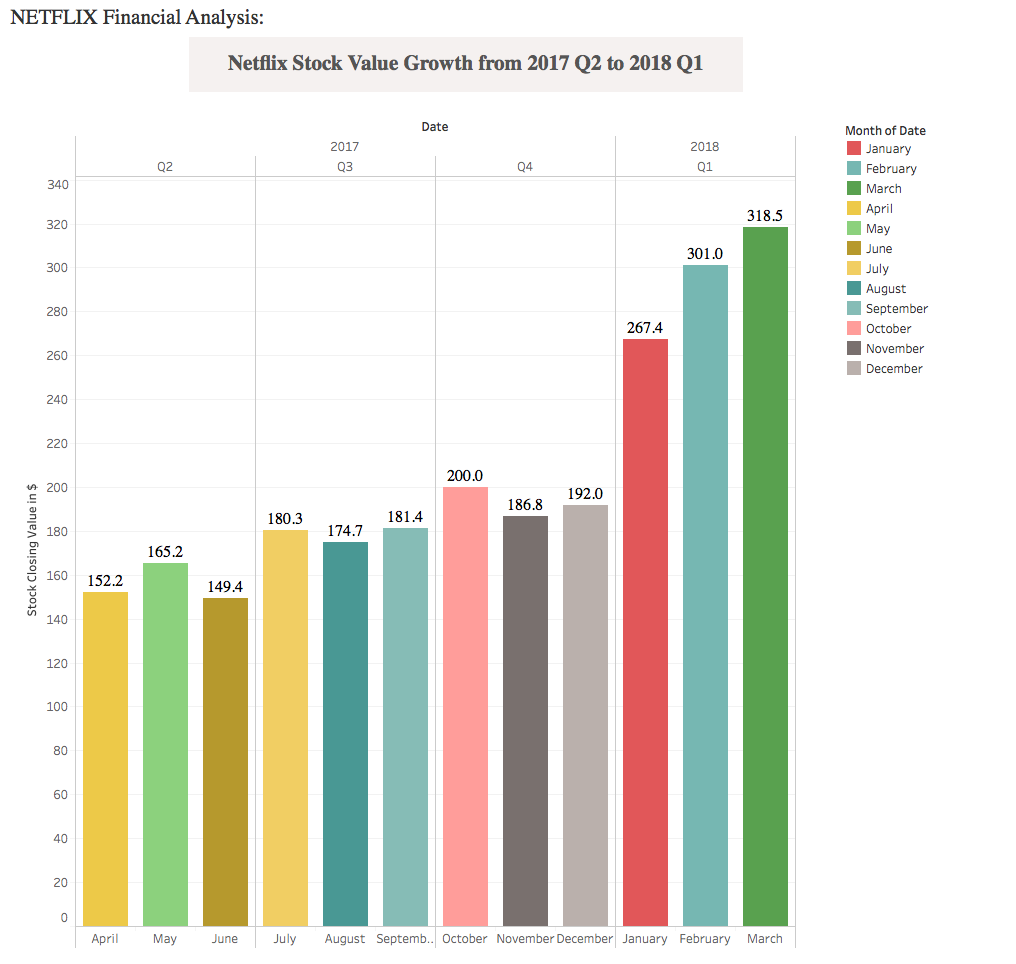 NETFLIX Financial Analysis:
Netflix Stock Value Growth from 2017 Q2 to 2018 Q1
Date
2017 2018
Q2 Q3 Q4 Q1
Stock Closing Value in $
340
320
300
280
260
240
220
200
180
160
140
120
100
80
60
40
20
0
152.2 165.2 149.4 180.3 174.7 181.4 200.0 186.8 192.0 267.4 301.0 318.5
April May June July August Septemb.. October November December January February March
Month of Date
January
February
March
April
May
June
July
August
September
October
November
December